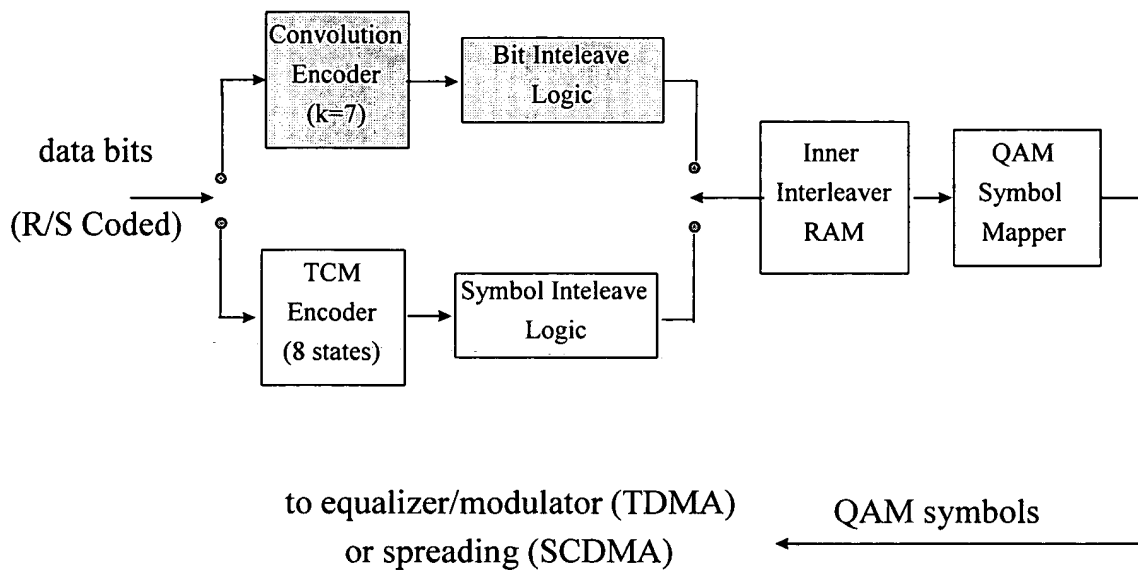 Convolution
Encoder
(k=7)
Bit Inteleave
Logic
data bits
(R/S Coded)
TCM
Encoder
(8 states)
Symbol Inteleave
Logic
Inner
Interleaver
RAM
QAM
Symbol
Mapper
to equalizer/modulator (TDMA)
or spreading (SCDMA)
QAM symbols